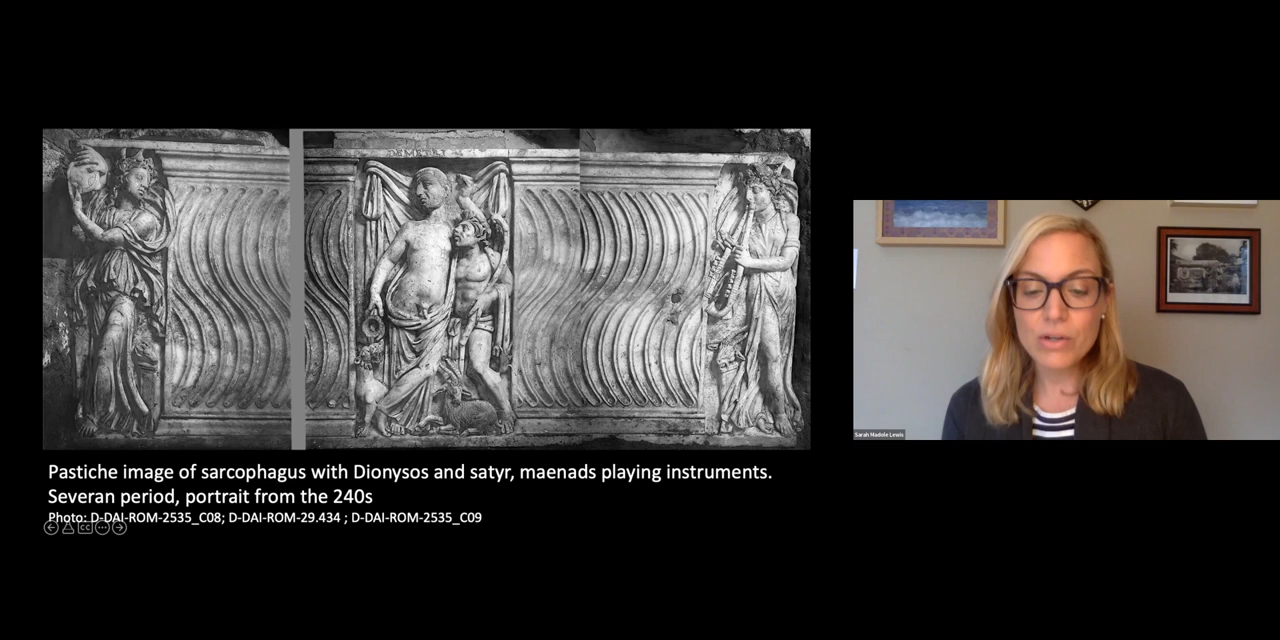 Pastiche image of sarcophagus with Dionysos and satyr, maenads playing instruments.
Severan period, portrait from the 240s
Photo: D-DAI-ROM-2535_C08; D-DAI-ROM-29.434 ; D-DAI-ROM-2535_C09
Sarah Madole Lewis